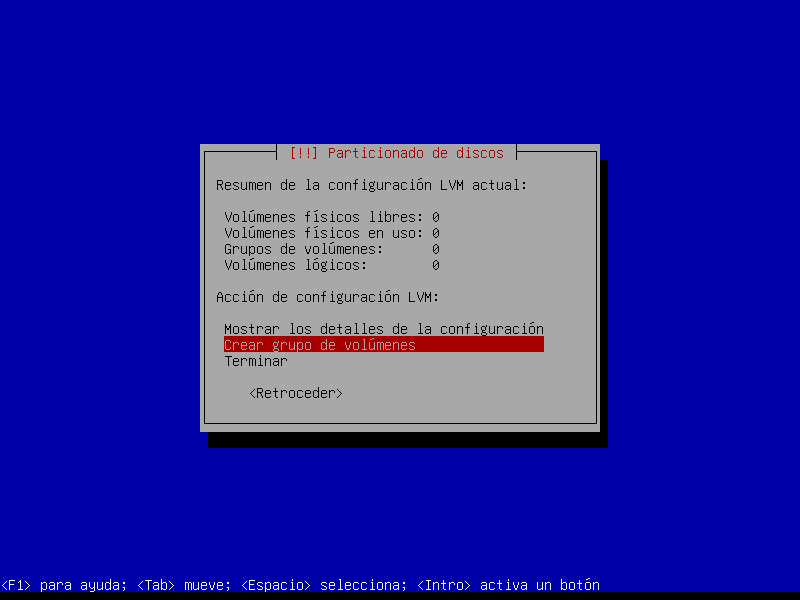 [!!] Particionado de discos
Resumen de la configuración LVM actual:
Volúmenes físicos libres: 0
Volúmenes físicos en uso: 0
Grupos de volúmenes: 0
Volúmenes lógicos: 0
Acción de configuración LVM:
Mostrar los detalles de la configuración
Crear grupo de volúmenes
Terminar
<Retroceder>
<F1> para ayuda; <Tab> mueve; <Espacio> selecciona; <Intro> activa un botón